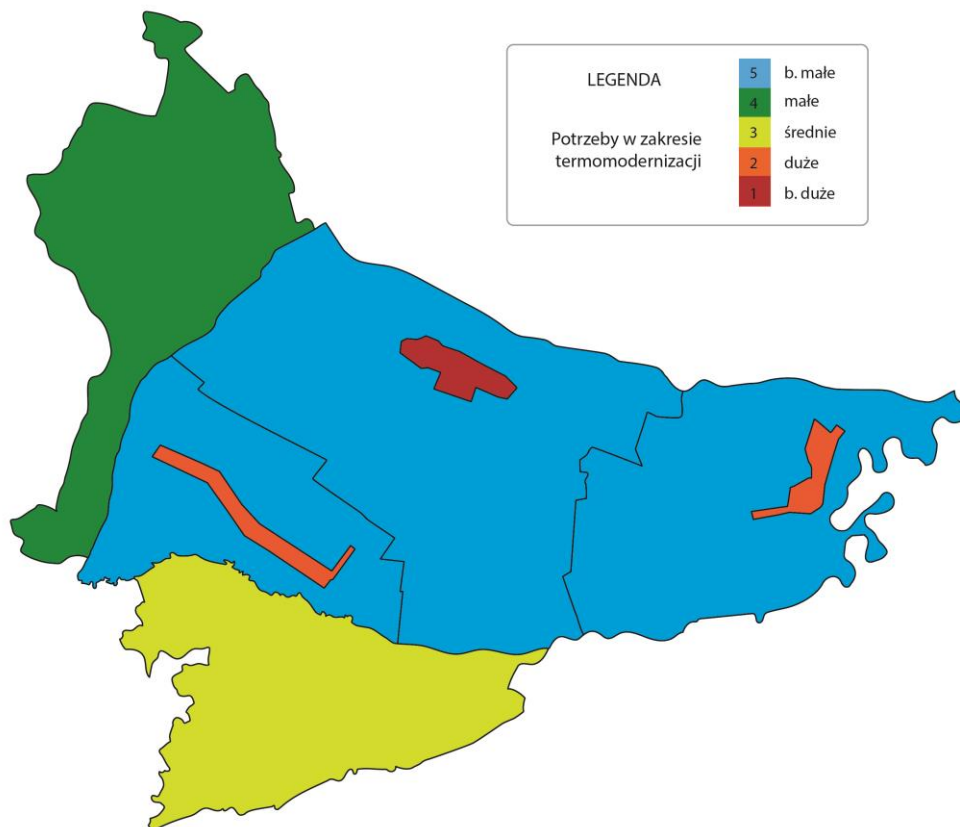 LEGENDA
Potrzeby w zakresie
termomodernizacji
5 b. małe
4 małe
3 średnie
2 duże
1 b. duże